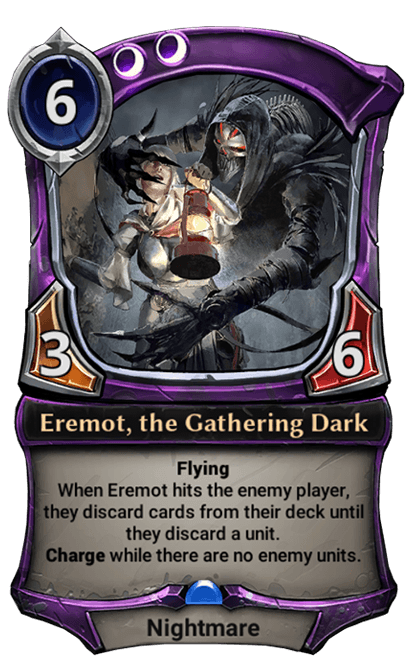 6
3
6
Eremot, the Gathering Dark
Flying
When Eremot hits the enemy player,
they discard cards from their deck until
they discard a unit.
Charge while there are no enemy units.
Nightmare